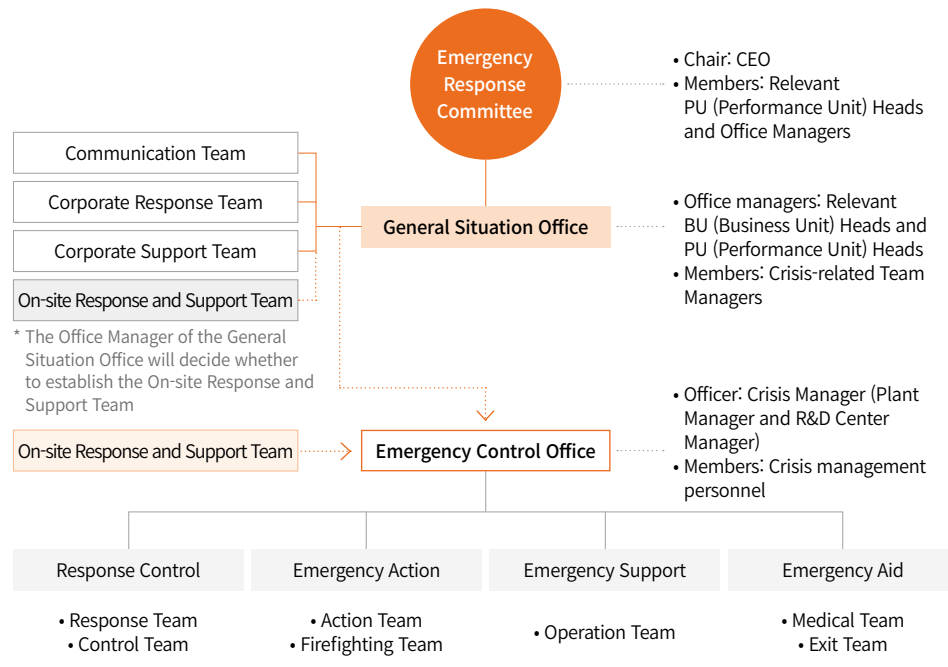 Emergency
Response
Committee
• Chair: CEO
• Members: Relevant
PU (Performance Unit) Heads
and Office Managers
Communication Team
Corporate Response Team
Corporate Support Team
On-site Response and Support Team
* The Office Manager of the General
Situation Office will decide whether
to establish the On-site Response and
Support Team
General Situation Office
• Office managers: Relevant
BU (Business Unit) Heads and
PU (Performance Unit) Heads
• Members: Crisis-related Team
Managers
On-site Response and Support Team
Emergency Control Office
• Officer: Crisis Manager (Plant
Manager and R&D Center
Manager)
• Members: Crisis management
personnel
Response Control
• Response Team
• Control Team
Emergency Action
• Action Team
• Firefighting Team
Emergency Support
• Operation Team
Emergency Aid
• Medical Team
• Exit Team